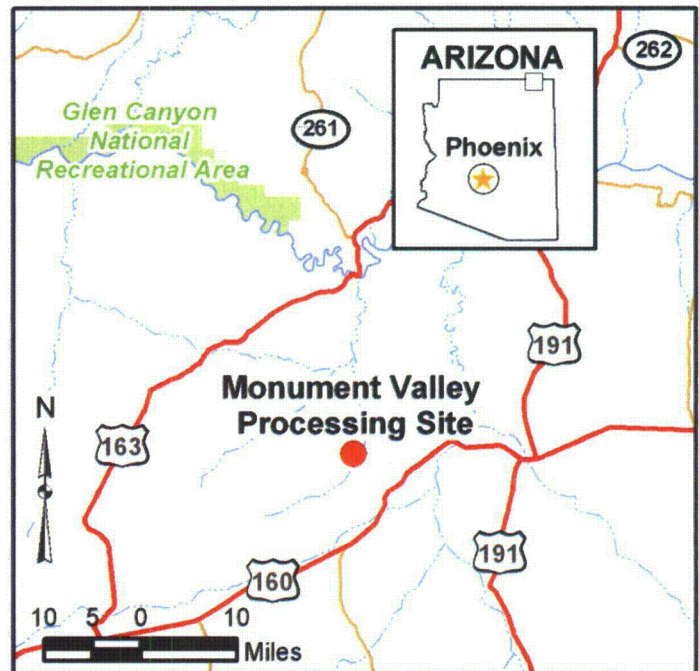 ARIZONA
262
Glen Canyon
National
Recreational Area
261
Phoenix
191
Monument Valley
Processing Site
N
163
191
160
10 5 0 10
Miles